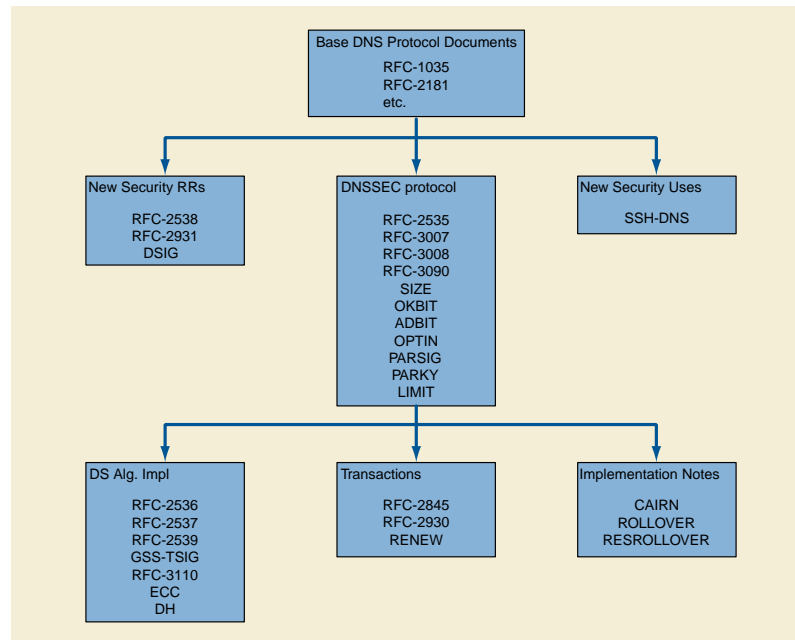 Base DNS Protocol Documents
RFC-1035
RFC-2181
etc.
New Security RRs
RFC-2538
RFC-2931
DSIG
DNSSEC protocol
RFC-2535
RFC-3007
RFC-3008
RFC-3090
SIZE
OKBIT
ADBIT
OPTIN
PARSIG
PARKY
LIMIT
New Security Uses
SSH-DNS
DS Alg. Impl
RFC-2536
RFC-2537
RFC-2539
GSS-TSIG
RFC-3110
ECC
DH
Transactions
RFC-2845
RFC-2930
RENEW
Implementation Notes
CAIRN
ROLLOVER
RESROLLOVER